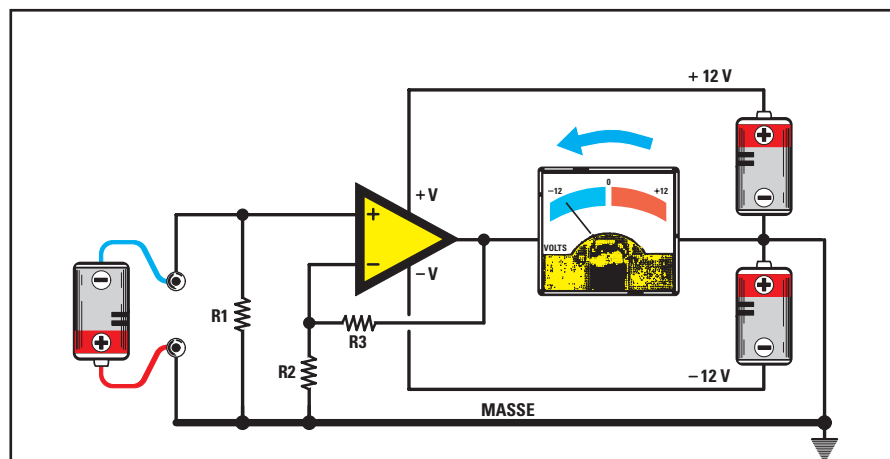 + 12 V
-12
0
+12
+ V
+
−
VOLTS
− V
R1
R3
R2
− 12 V
MASSE